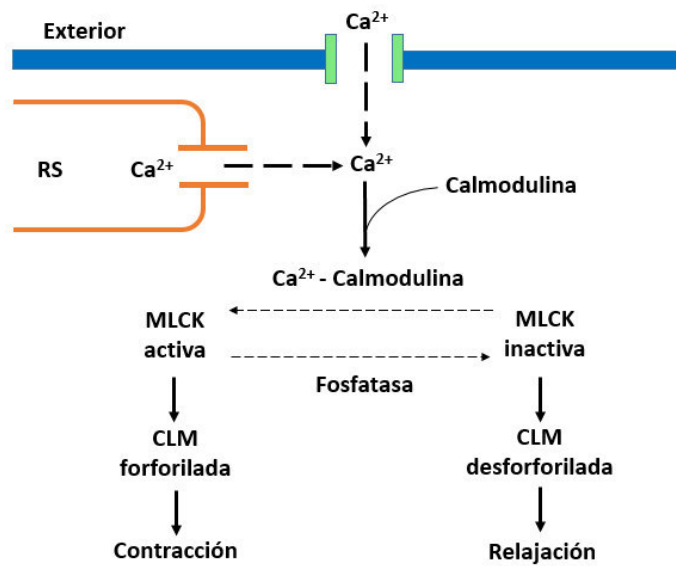 Ca²⁺
Exterior
RS
Ca²⁺
Ca²⁺
Calmodulina
Ca²⁺ - Calmodulina
MLCK
activa
MLCK
inactiva
Fosfatasa
CLM
forforilada
CLM
desforforilada
Contracción
Relajación